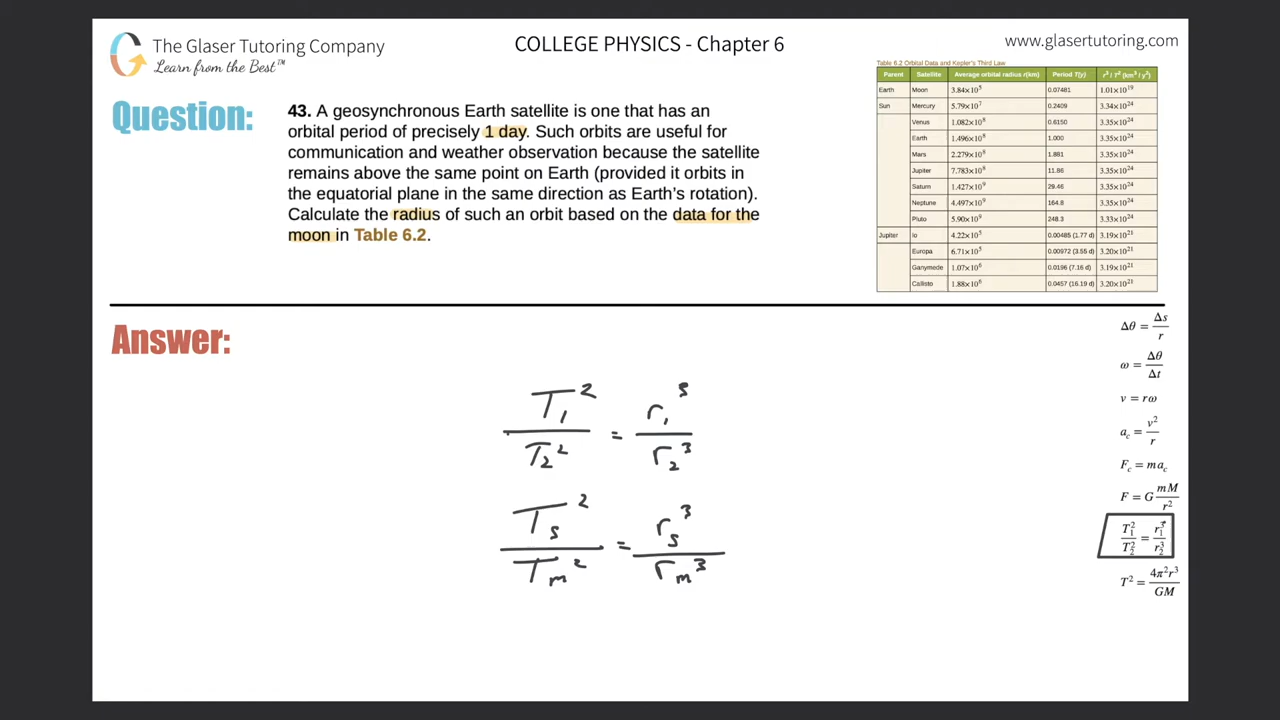 The Glaser Tutoring Company
Learn from the Best™
COLLEGE PHYSICS - Chapter 6
www.glasertutoring.com
Question:
43. A geosynchronous Earth satellite is one that has an
orbital period of precisely 1 day. Such orbits are useful for
communication and weather observation because the satellite
remains above the same point on Earth (provided it orbits in
the equatorial plane in the same direction as Earth's rotation).
Calculate the radius of such an orbit based on the data for the
moon in Table 6.2.
Table 6.2 Orbital Data and Kepler's Third Law
Parent Satellite Average orbital radius r(km) Period T(y) r³ / T² (km³ / y²)
Earth Moon 3.84×10⁵ 0.07481 1.01×10¹⁹
Sun Mercury 5.79×10⁷ 0.2409 3.34×10²⁴
Venus 1.082×10⁸ 0.6150 3.35×10²⁴
Earth 1.496×10⁸ 1.000 3.35×10²⁴
Mars 2.279×10⁸ 1.881 3.35×10²⁴
Jupiter 7.783×10⁸ 11.86 3.35×10²⁴
Saturn 1.427×10⁹ 29.46 3.35×10²⁴
Neptune 4.497×10⁹ 164.8 3.35×10²⁴
Pluto 5.90×10⁹ 248.3 3.33×10²⁴
Jupiter Io 4.22×10⁵ 0.00485 (1.77 d) 3.19×10²¹
Europa 6.71×10⁵ 0.00972 (3.55 d) 3.20×10²¹
Ganymede 1.07×10⁶ 0.0196 (7.16 d) 3.19×10²¹
Callisto 1.88×10⁶ 0.0457 (16.19 d) 3.20×10²¹
Answer:
T₁² / T₂² = r₁³ / r₂³
Tₛ² / Tₘ² = rₛ³ / rₘ³
Δθ = Δs / r
ω = Δθ / Δt
v = rω
a_c = v² / r
F_c = ma_c
F = G mM / r²
T₁² / T₂² = r₁³ / r₂³
T² = 4π²r³ / GM